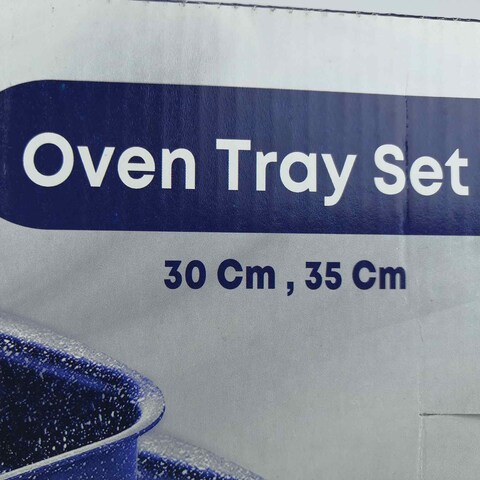 Oven Tray Set
30 Cm , 35 Cm